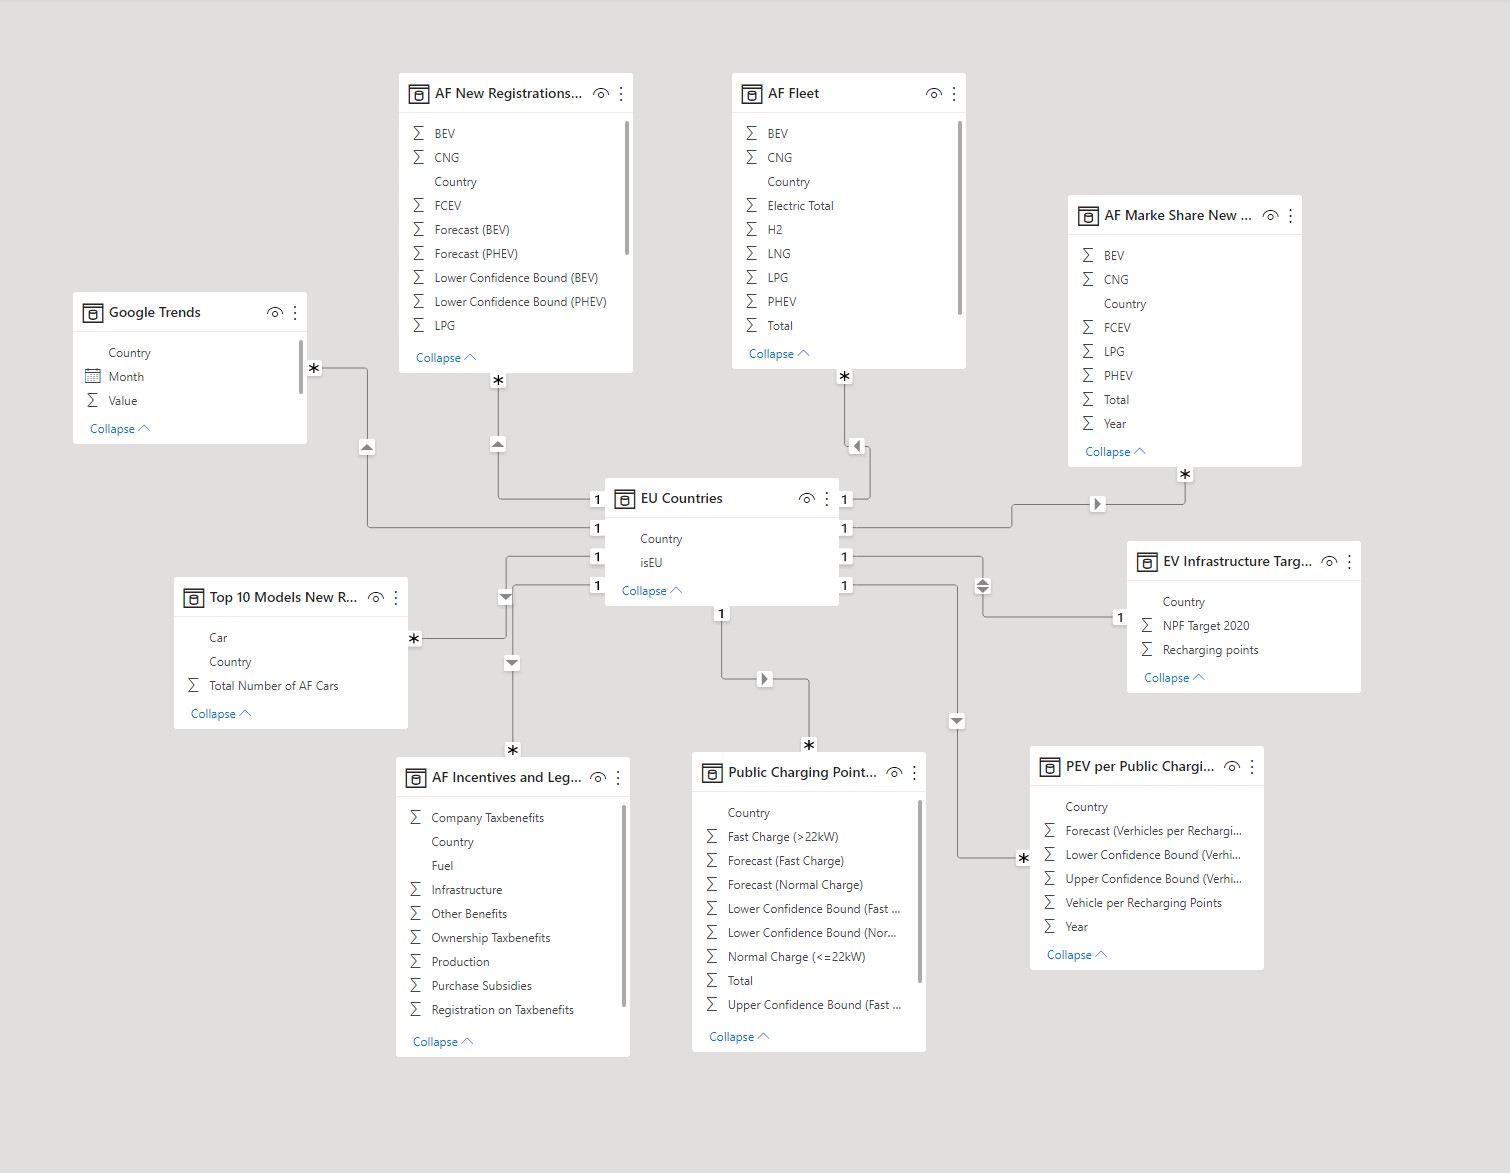 AF New Registrations...
BEV
CNG
Country
FCEV
Forecast (BEV)
Forecast (PHEV)
Lower Confidence Bound (BEV)
Lower Confidence Bound (PHEV)
LPG
Collapse
*
AF Fleet
BEV
CNG
Country
Electric Total
H2
LNG
LPG
PHEV
Total
Collapse
*
AF Marke Share New ...
BEV
CNG
Country
FCEV
LPG
PHEV
Total
Year
Collapse
*
Google Trends
Country
Month
Value
Collapse
*
EU Countries
Country
isEU
Collapse
1
1
1
1
1
1
1
1
1
EV Infrastructure Targ...
Country
NPF Target 2020
Recharging points
Collapse
1
Top 10 Models New R...
Car
Country
Total Number of AF Cars
Collapse
*
AF Incentives and Leg...
Company Taxbenefits
Country
Fuel
Infrastructure
Other Benefits
Ownership Taxbenefits
Production
Purchase Subsidies
Registration on Taxbenefits
Collapse
*
Public Charging Point...
Country
Fast Charge (>22kW)
Forecast (Fast Charge)
Forecast (Normal Charge)
Lower Confidence Bound (Fast ...
Lower Confidence Bound (Nor...
Normal Charge (<=22kW)
Total
Upper Confidence Bound (Fast ...
Collapse
*
PEV per Public Chargi...
Country
Forecast (Verhicles per Rechargi...
Lower Confidence Bound (Verhi...
Upper Confidence Bound (Verhi...
Vehicle per Recharging Points
Year
Collapse
*